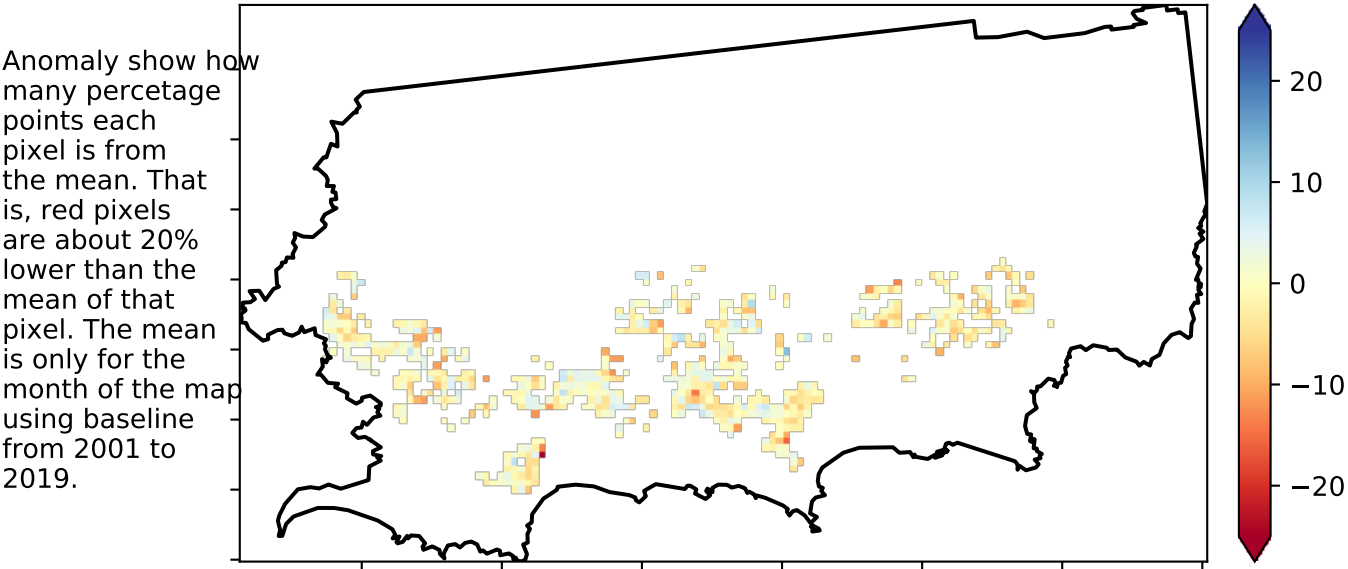 Anomaly show how
many percetage
points each
pixel is from
the mean. That
is, red pixels
are about 20%
lower than the
mean of that
pixel. The mean
is only for the
month of the map
using baseline
from 2001 to
2019.
20
10
0
−10
−20